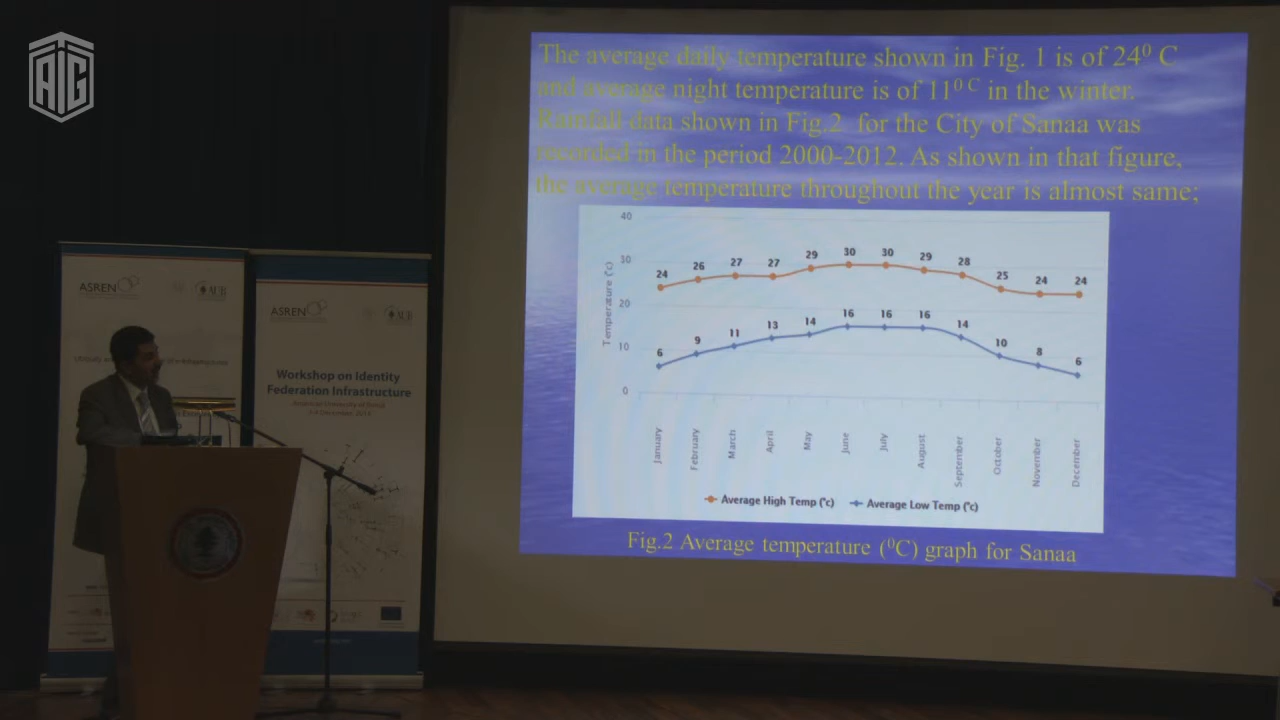 AIG
The average daily temperature shown in Fig. 1 is of 24⁰ C
and average night temperature is of 11⁰ C in the winter.
Rainfall data shown in Fig.2 for the City of Sanaa was
recorded in the period 2000-2012. As shown in that figure,
the average temperature throughout the year is almost same;
40
30
20
10
0
Temperature (°c)
24 26 27 27 29 30 30 29 28 25 24 24
6 9 11 13 14 16 16 16 14 10 8 6
January February March April May June July August September October November December
Average High Temp (°c) Average Low Temp (°c)
Fig.2 Average temperature (⁰C) graph for Sanaa
ASREN
AUB
ASREN
AUB
Workshop on Identity
Federation Infrastructure